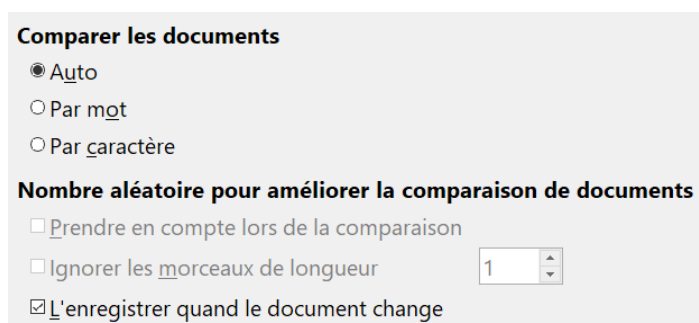 Comparer les documents
Auto
Par mot
Par caractère
Nombre aléatoire pour améliorer la comparaison de documents
Prendre en compte lors de la comparaison
Ignorer les morceaux de longueur 1
L'enregistrer quand le document change